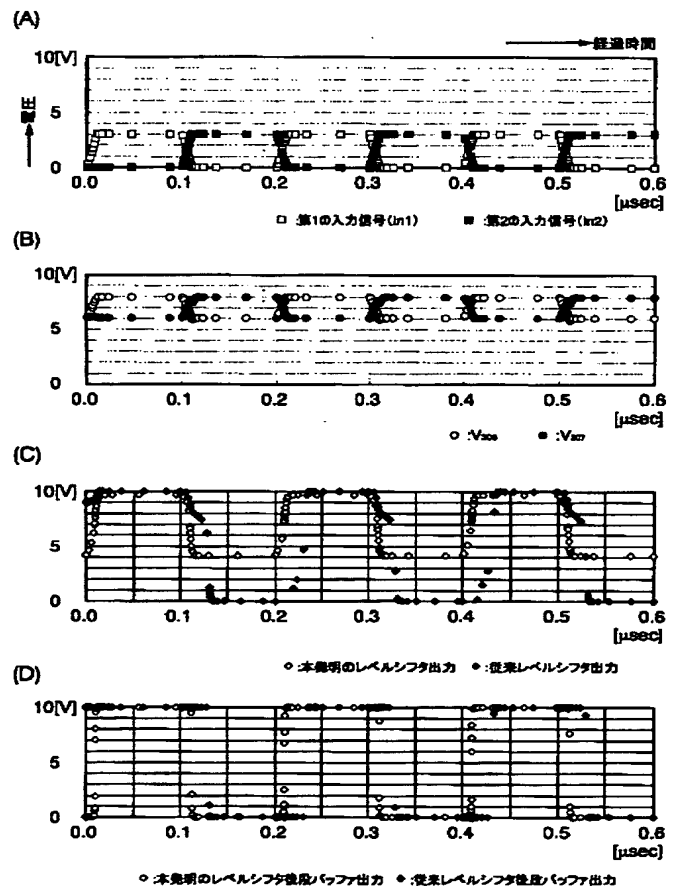 (A)
10[V]
経過時間
電圧
5
0
0.0 0.1 0.2 0.3 0.4 0.5 0.6
[μsec]
□ :第1の入力信号(in1) ■ :第2の入力信号(in2)
(B)
10[V]
5
0
0.0 0.1 0.2 0.3 0.4 0.5 0.6
[μsec]
○ :V306 ● :V307
(C)
10[V]
5
0
0.0 0.1 0.2 0.3 0.4 0.5 0.6
[μsec]
◇ :本発明のレベルシフタ出力 ◆ :従来レベルシフタ出力
(D)
10[V]
5
0
0.0 0.1 0.2 0.3 0.4 0.5 0.6
[μsec]
◇ :本発明のレベルシフタ後段バッファ出力 ◆ :従来レベルシフタ後段バッファ出力